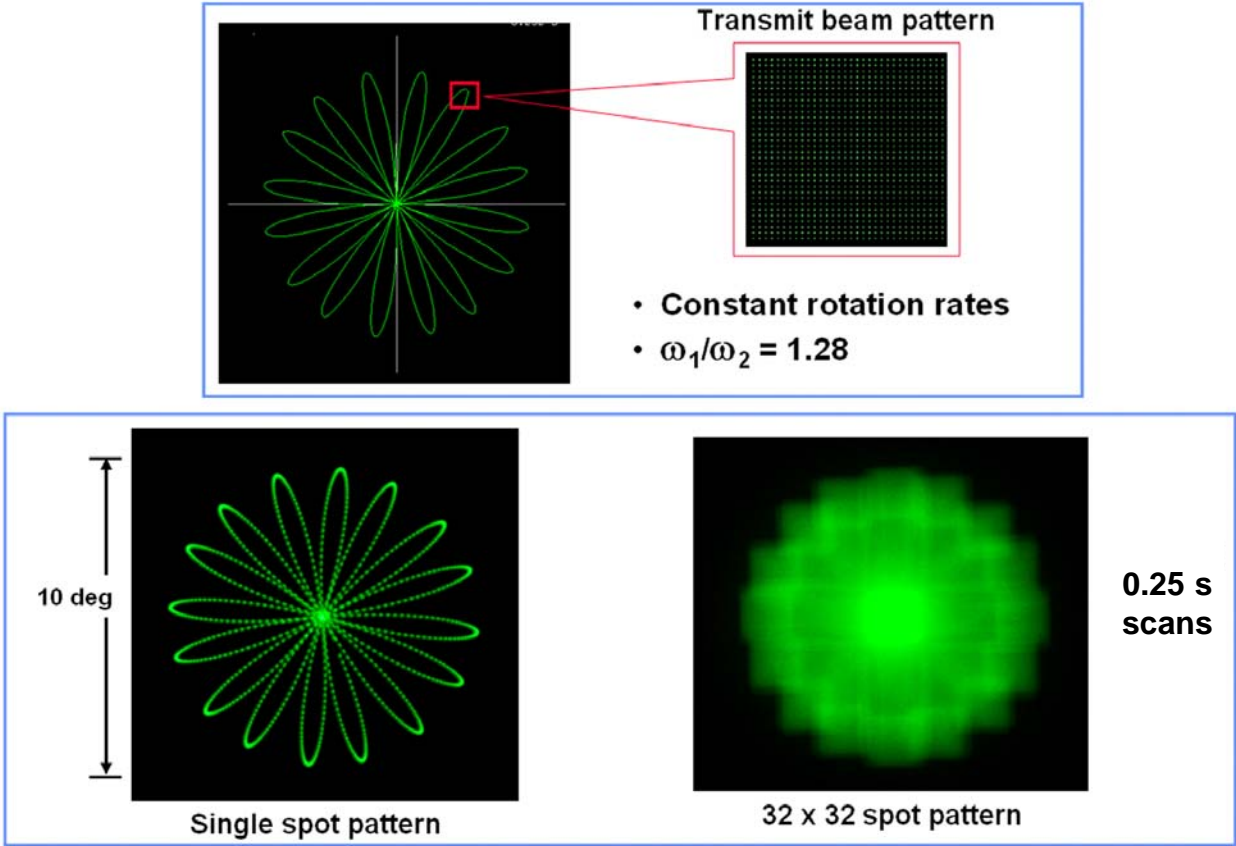 Transmit beam pattern
• Constant rotation rates
• ω₁/ω₂ = 1.28
10 deg
0.25 s
scans
Single spot pattern
32 x 32 spot pattern